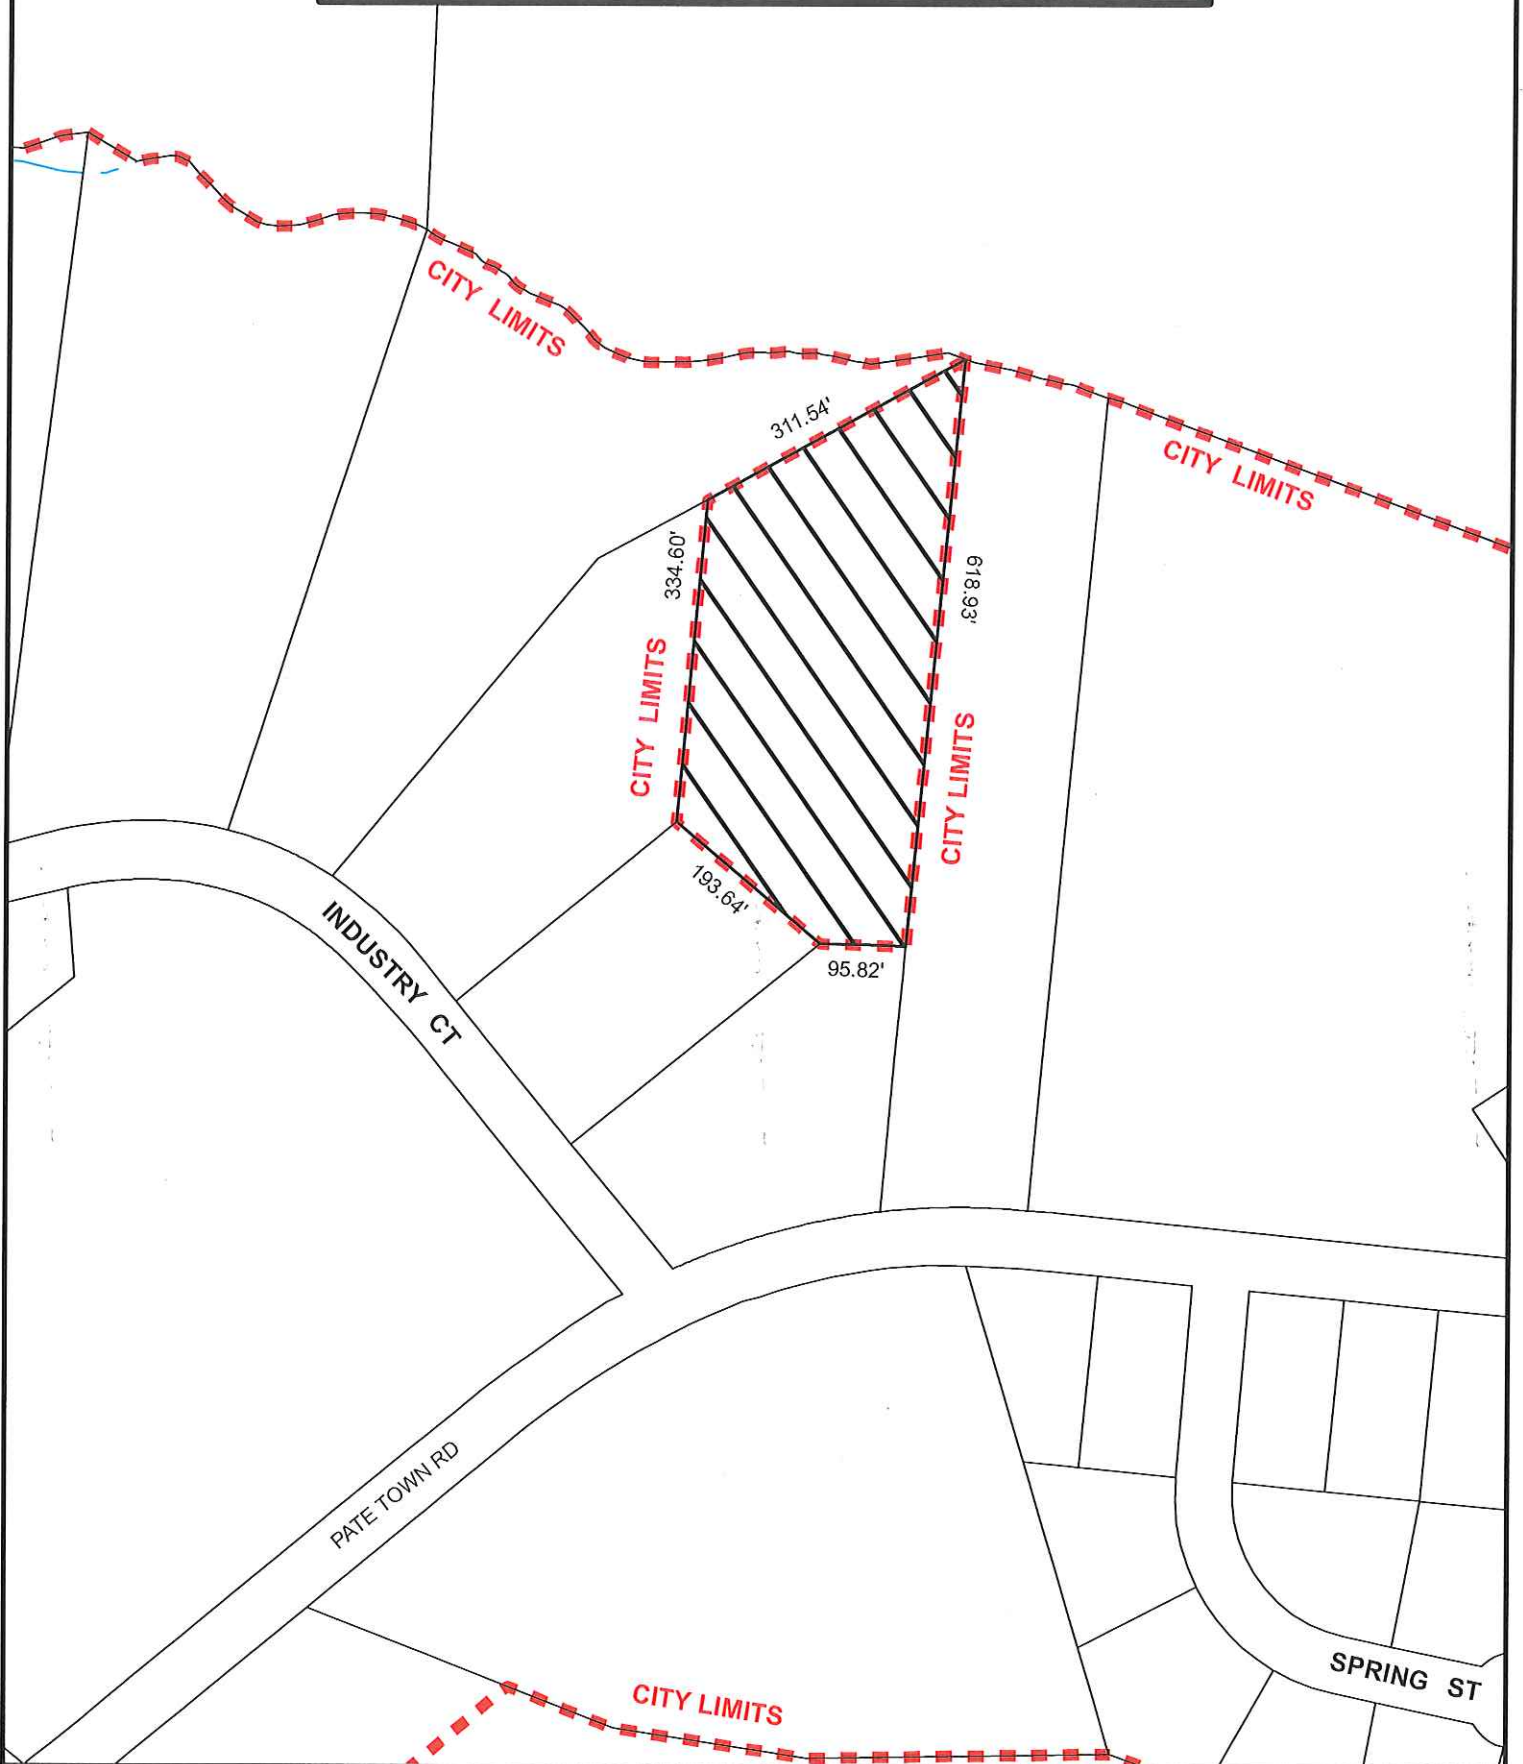 CITY LIMITS
311.54'
CITY LIMITS
334.60'
618.93'
CITY LIMITS
CITY LIMITS
193.64'
95.82'
INDUSTRY CT
PATE TOWN RD
SPRING ST
CITY LIMITS